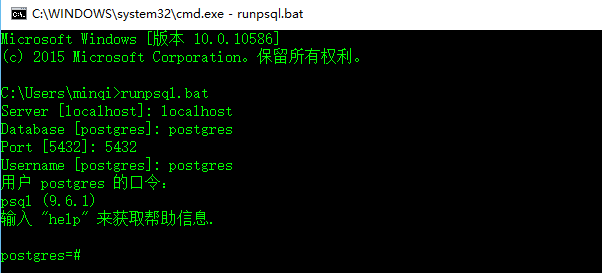 C:\WINDOWS\system32\cmd.exe - runpsql.bat
Microsoft Windows [版本 10.0.10586]
(c) 2015 Microsoft Corporation。保留所有权利。
C:\Users\minqi>runpsql.bat
Server [localhost]: localhost
Database [postgres]: postgres
Port [5432]: 5432
Username [postgres]: postgres
用户 postgres 的口令：
psql (9.6.1)
输入 "help" 来获取帮助信息.
postgres=#